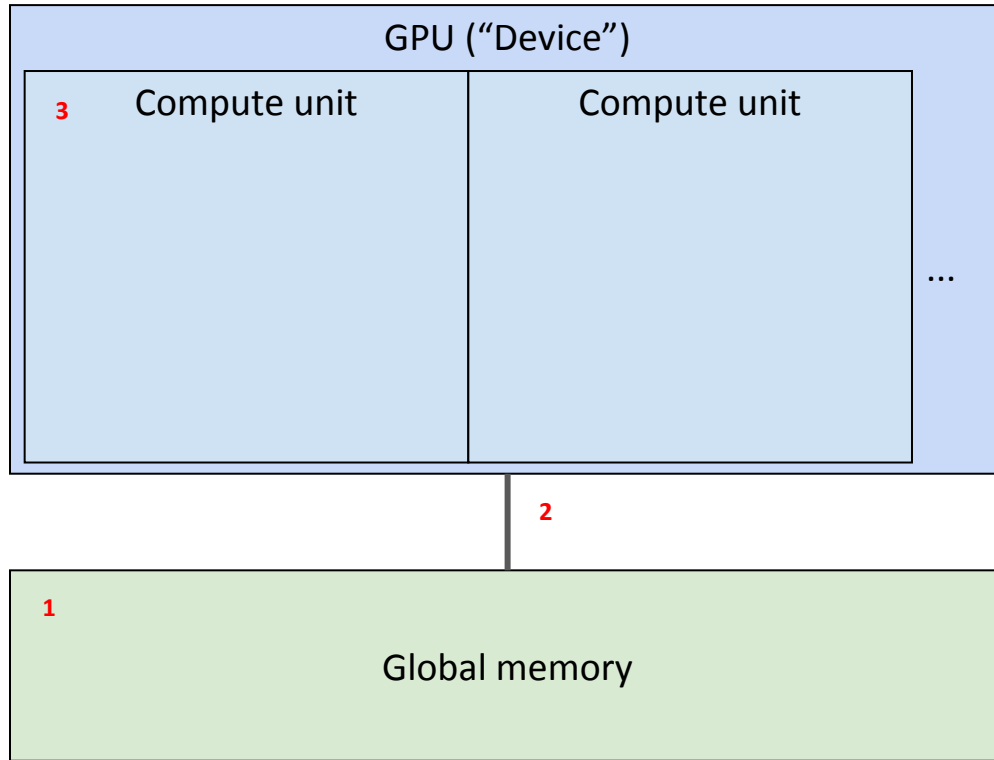 GPU (“Device”)
3
Compute unit
Compute unit
...
2
1
Global memory